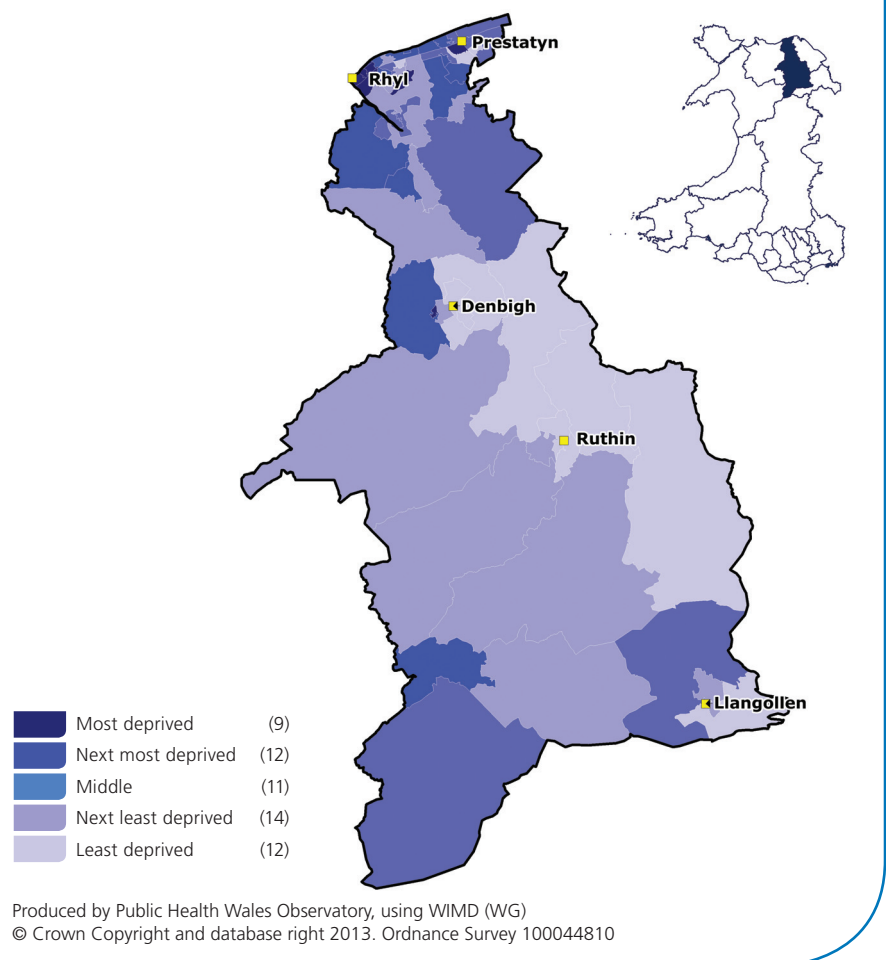 Prestatyn
Rhyl
Denbigh
Ruthin
Llangollen
Most deprived (9)
Next most deprived (12)
Middle (11)
Next least deprived (14)
Least deprived (12)
Produced by Public Health Wales Observatory, using WIMD (WG)
© Crown Copyright and database right 2013. Ordnance Survey 100044810